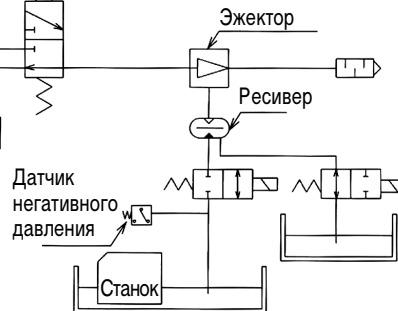 Эжектор
Ресивер
Датчик
негативного
давления
Станок